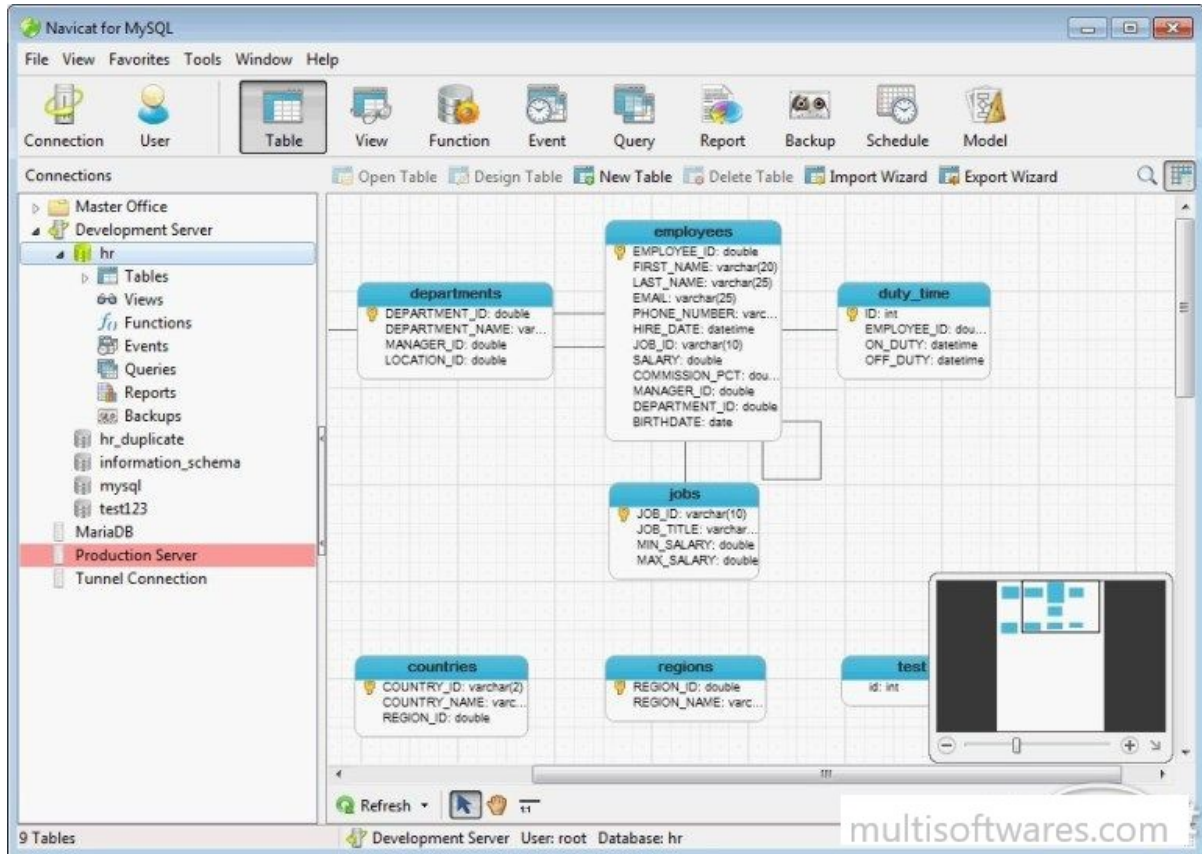 Navicat for MySQL
File View Favorites Tools Window Help
Connection User Table View Function Event Query Report Backup Schedule Model
Connections
Open Table Design Table New Table Delete Table Import Wizard Export Wizard
Master Office
Development Server
hr
Tables
Views
Functions
Events
Queries
Reports
Backups
hr_duplicate
information_schema
mysql
test123
MariaDB
Production Server
Tunnel Connection
employees
EMPLOYEE_ID: double
FIRST_NAME: varchar(20)
LAST_NAME: varchar(25)
EMAIL: varchar(25)
PHONE_NUMBER: varc...
HIRE_DATE: datetime
JOB_ID: varchar(10)
SALARY: double
COMMISSION_PCT: dou...
MANAGER_ID: double
DEPARTMENT_ID: double
BIRTHDATE: date
departments
DEPARTMENT_ID: double
DEPARTMENT_NAME: var...
MANAGER_ID: double
LOCATION_ID: double
duty_time
ID: int
EMPLOYEE_ID: dou...
ON_DUTY: datetime
OFF_DUTY: datetime
jobs
JOB_ID: varchar(10)
JOB_TITLE: varchar...
MIN_SALARY: double
MAX_SALARY: double
countries
COUNTRY_ID: varchar(2)
COUNTRY_NAME: varc...
REGION_ID: double
regions
REGION_ID: double
REGION_NAME: varc...
test
id: int
Refresh 1:1
9 Tables
Development Server User: root Database: hr
multisoftwares.com